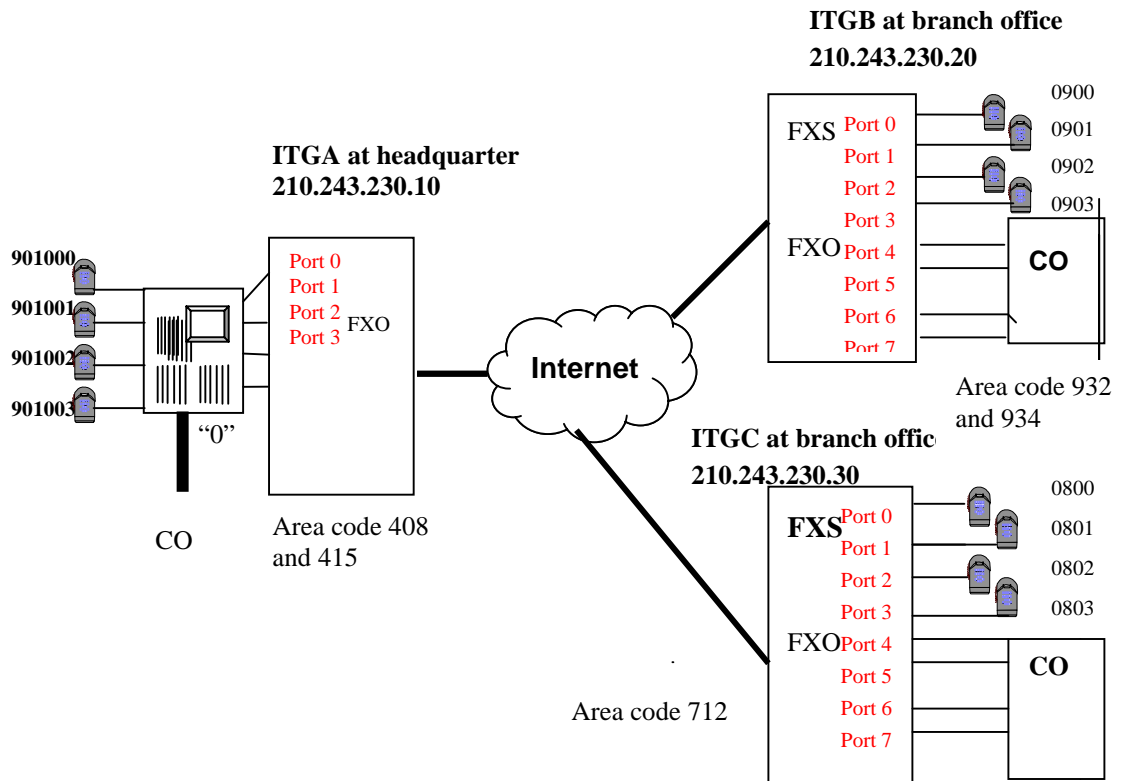 ITGB at branch office
210.243.230.20
FXS
Port 0
Port 1
Port 2
Port 3
FXO
Port 4
Port 5
Port 6
Port 7
0900
0901
0902
0903
CO
Area code 932
and 934
ITGA at headquarter
210.243.230.10
901000
901001
901002
901003
Port 0
Port 1
Port 2
Port 3
FXO
"0"
CO
Area code 408
and 415
Internet
ITGC at branch offic
210.243.230.30
FXS
Port 0
Port 1
Port 2
Port 3
FXO
Port 4
Port 5
Port 6
Port 7
0800
0801
0802
0803
CO
Area code 712